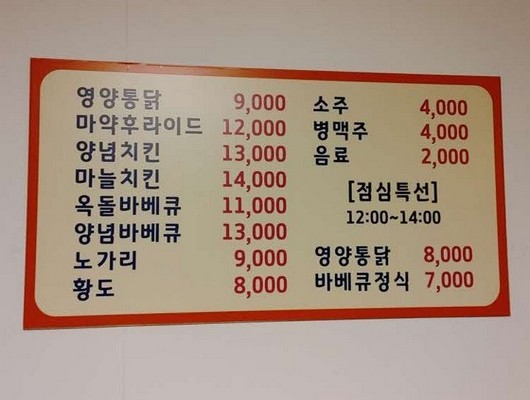 영양통닭 9,000
마약후라이드 12,000
양념치킨 13,000
마늘치킨 14,000
옥돌바베큐 11,000
양념바베큐 13,000
노가리 9,000
황도 8,000
소주 4,000
병맥주 4,000
음료 2,000
[점심특선]
12:00~14:00
영양통닭 8,000
바베큐정식 7,000